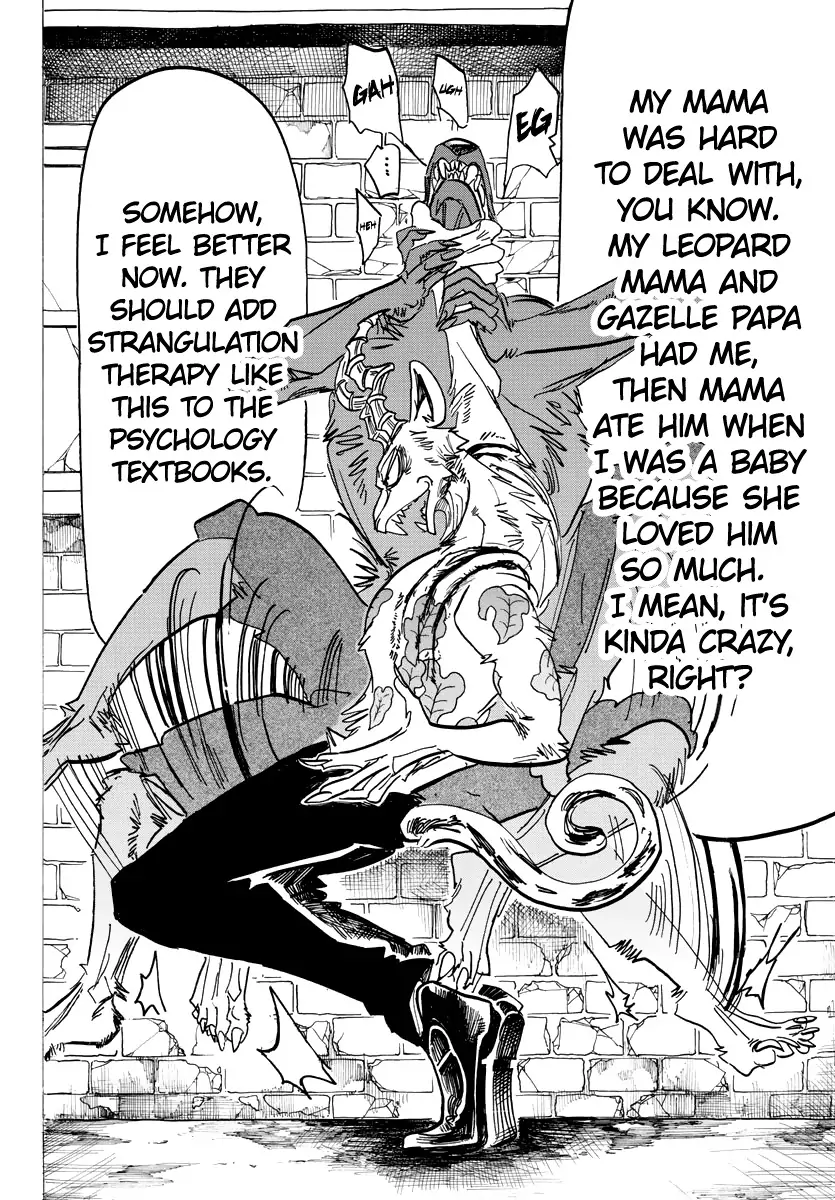 MY MAMA
WAS HARD
TO DEAL WITH,
YOU KNOW.
MY LEOPARD
MAMA AND
GAZELLE PAPA
HAD ME,
THEN MAMA
ATE HIM WHEN
I WAS A BABY
BECAUSE SHE
LOVED HIM
SO MUCH.
I MEAN, IT'S
KINDA CRAZY,
RIGHT?
EG
UGH
GAH
...
HEH
SOMEHOW,
I FEEL BETTER
NOW. THEY
SHOULD ADD
STRANGULATION
THERAPY LIKE
THIS TO THE
PSYCHOLOGY
TEXTBOOKS.